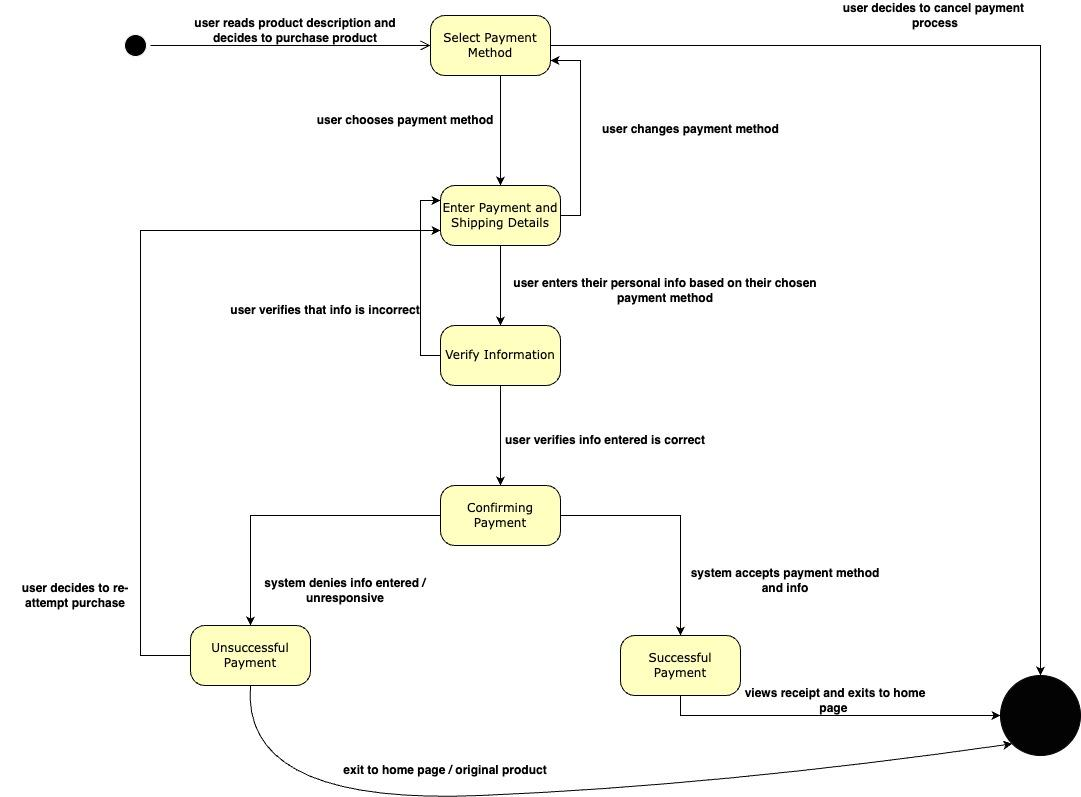 user decides to cancel payment
process
user reads product description and
decides to purchase product
Select Payment
Method
user chooses payment method
user changes payment method
Enter Payment and
Shipping Details
user enters their personal info based on their chosen
payment method
user verifies that info is incorrect
Verify Information
user verifies info entered is correct
Confirming
Payment
system denies info entered /
unresponsive
system accepts payment method
and info
user decides to re-
attempt purchase
Unsuccessful
Payment
Successful
Payment
views receipt and exits to home
page
exit to home page / original product